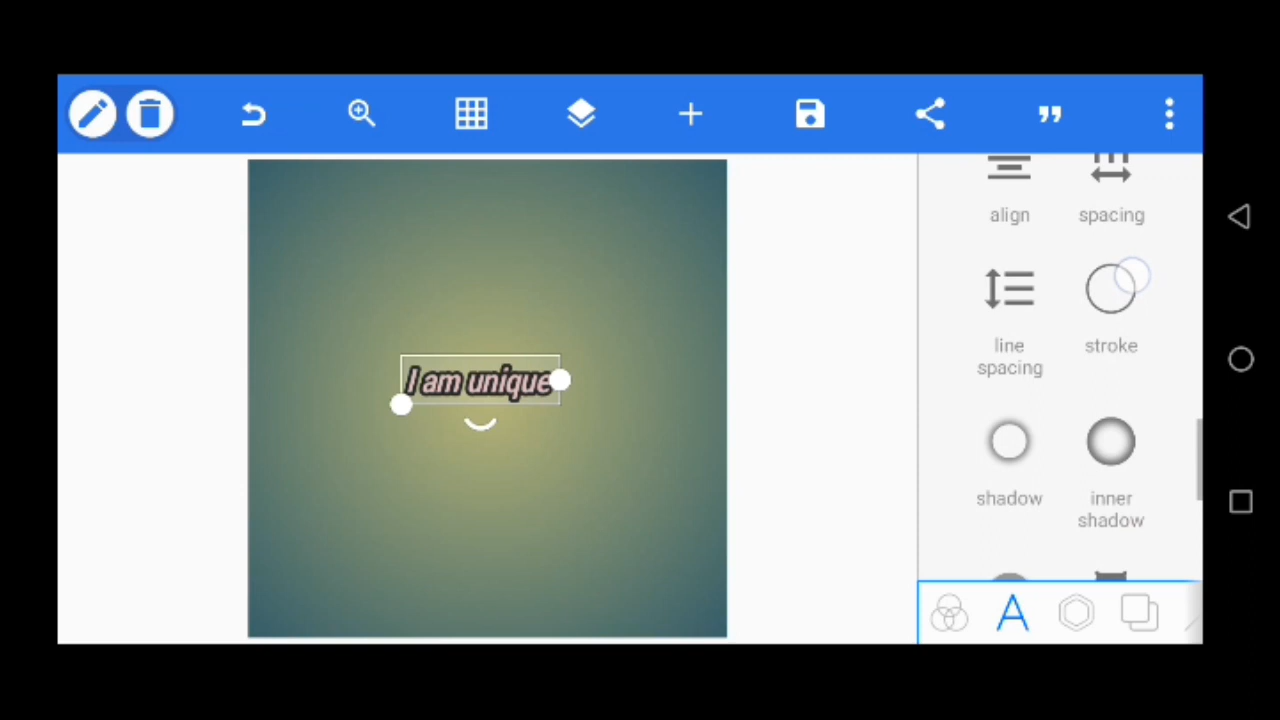 I am unique
align
spacing
line
spacing
stroke
shadow
inner
shadow